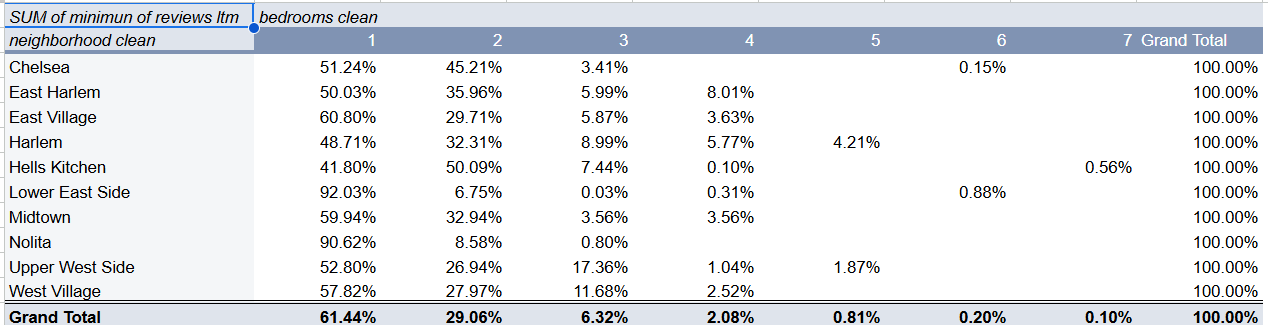 SUM of minimun of reviews ltm bedrooms clean
neighborhood clean 1 2 3 4 5 6 7 Grand Total
Chelsea 51.24% 45.21% 3.41% 0.15% 100.00%
East Harlem 50.03% 35.96% 5.99% 8.01% 100.00%
East Village 60.80% 29.71% 5.87% 3.63% 100.00%
Harlem 48.71% 32.31% 8.99% 5.77% 4.21% 100.00%
Hells Kitchen 41.80% 50.09% 7.44% 0.10% 0.56% 100.00%
Lower East Side 92.03% 6.75% 0.03% 0.31% 0.88% 100.00%
Midtown 59.94% 32.94% 3.56% 3.56% 100.00%
Nolita 90.62% 8.58% 0.80% 100.00%
Upper West Side 52.80% 26.94% 17.36% 1.04% 1.87% 100.00%
West Village 57.82% 27.97% 11.68% 2.52% 100.00%
Grand Total 61.44% 29.06% 6.32% 2.08% 0.81% 0.20% 0.10% 100.00%